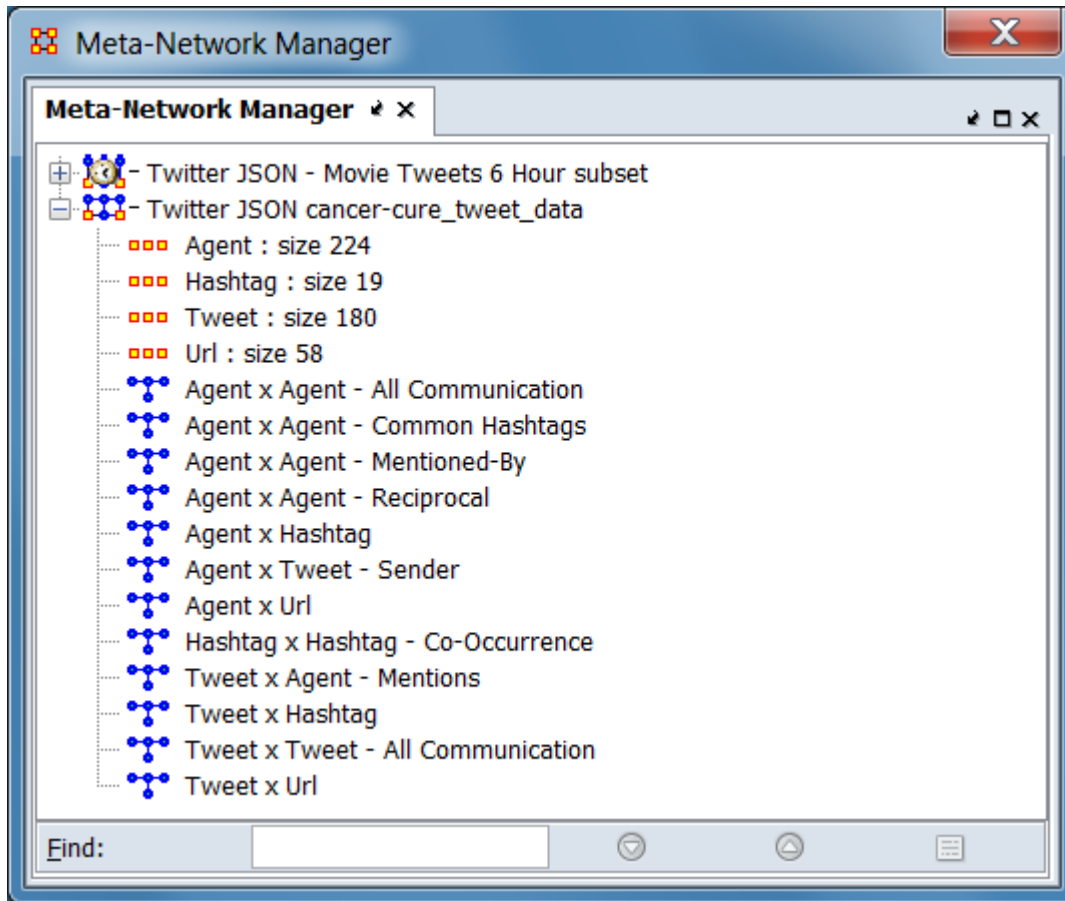 Meta-Network Manager
Meta-Network Manager
Twitter JSON - Movie Tweets 6 Hour subset
Twitter JSON cancer-cure_tweet_data
Agent : size 224
Hashtag : size 19
Tweet : size 180
Url : size 58
Agent x Agent - All Communication
Agent x Agent - Common Hashtags
Agent x Agent - Mentioned-By
Agent x Agent - Reciprocal
Agent x Hashtag
Agent x Tweet - Sender
Agent x Url
Hashtag x Hashtag - Co-Occurrence
Tweet x Agent - Mentions
Tweet x Hashtag
Tweet x Tweet - All Communication
Tweet x Url
Find: